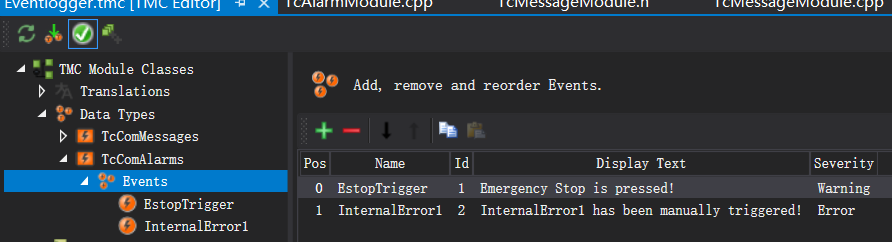 Eventlogger.tmc [TMC Editor]
TcAlarmModule.cpp
TcMessageModule.h
TcMessageModule.cpp
TMC Module Classes
Translations
Data Types
TcComMessages
TcComAlarms
Events
EstopTrigger
InternalError1
Add, remove and reorder Events.
Pos Name Id Display Text Severity
0 EstopTrigger 1 Emergency Stop is pressed! Warning
1 InternalError1 2 InternalError1 has been manually triggered! Error